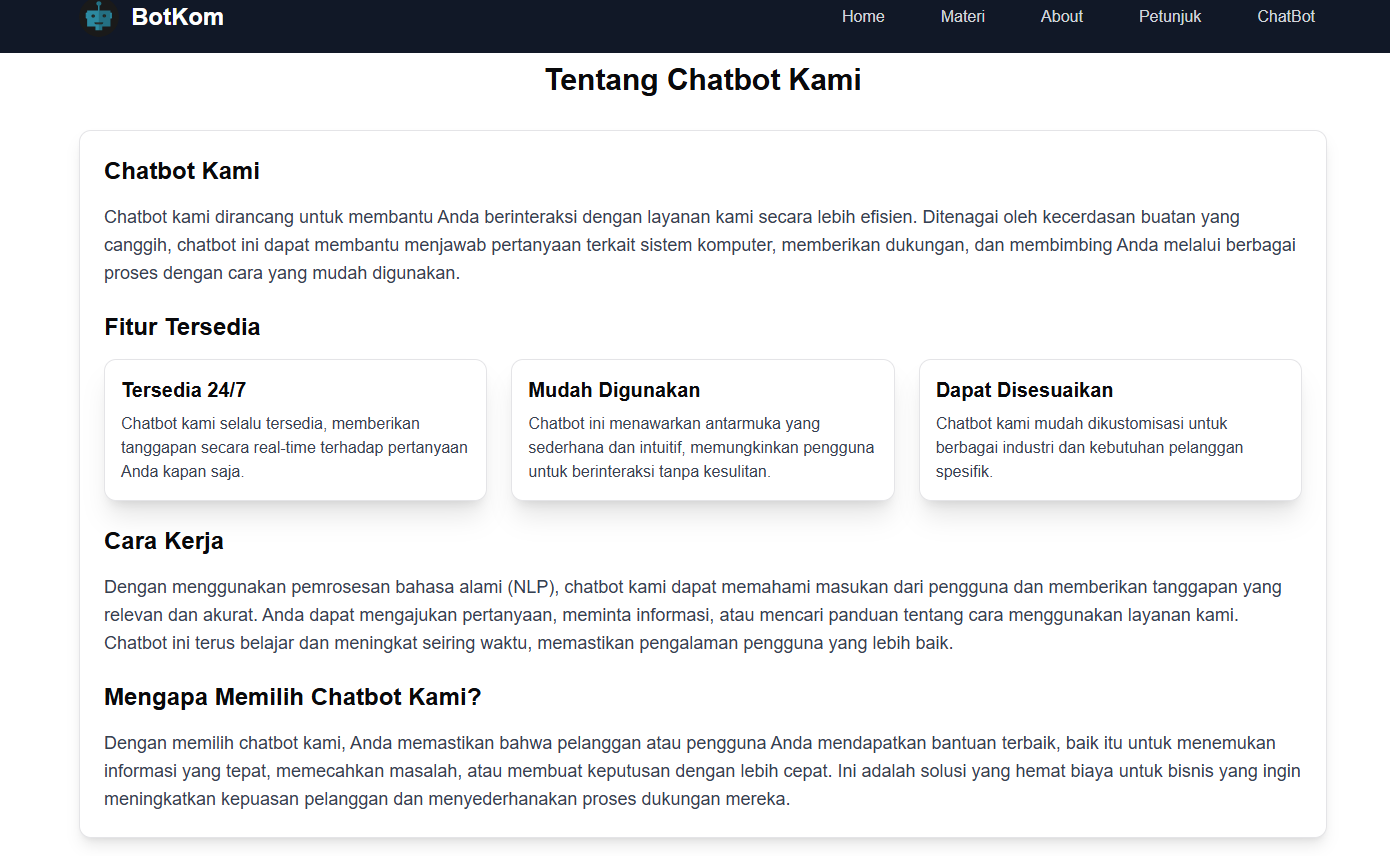 BotKom
Home
Materi
About
Petunjuk
ChatBot
Tentang Chatbot Kami
Chatbot Kami
Chatbot kami dirancang untuk membantu Anda berinteraksi dengan layanan kami secara lebih efisien. Ditenagai oleh kecerdasan buatan yang
canggih, chatbot ini dapat membantu menjawab pertanyaan terkait sistem komputer, memberikan dukungan, dan membimbing Anda melalui berbagai
proses dengan cara yang mudah digunakan.
Fitur Tersedia
Tersedia 24/7
Chatbot kami selalu tersedia, memberikan
tanggapan secara real-time terhadap pertanyaan
Anda kapan saja.
Mudah Digunakan
Chatbot ini menawarkan antarmuka yang
sederhana dan intuitif, memungkinkan pengguna
untuk berinteraksi tanpa kesulitan.
Dapat Disesuaikan
Chatbot kami mudah dikustomisasi untuk
berbagai industri dan kebutuhan pelanggan
spesifik.
Cara Kerja
Dengan menggunakan pemrosesan bahasa alami (NLP), chatbot kami dapat memahami masukan dari pengguna dan memberikan tanggapan yang
relevan dan akurat. Anda dapat mengajukan pertanyaan, meminta informasi, atau mencari panduan tentang cara menggunakan layanan kami.
Chatbot ini terus belajar dan meningkat seiring waktu, memastikan pengalaman pengguna yang lebih baik.
Mengapa Memilih Chatbot Kami?
Dengan memilih chatbot kami, Anda memastikan bahwa pelanggan atau pengguna Anda mendapatkan bantuan terbaik, baik itu untuk menemukan
informasi yang tepat, memecahkan masalah, atau membuat keputusan dengan lebih cepat. Ini adalah solusi yang hemat biaya untuk bisnis yang ingin
meningkatkan kepuasan pelanggan dan menyederhanakan proses dukungan mereka.